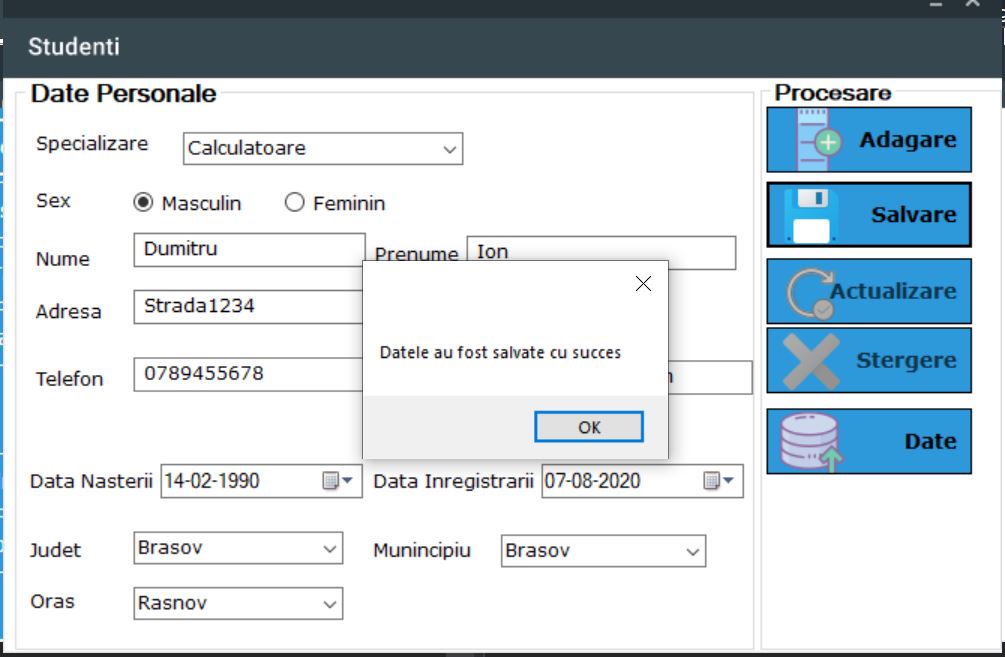 Studenti
Date Personale
Procesare
Specializare Calculatoare
Adagare
Sex Masculin Feminin
Salvare
Nume Dumitru Prenume Ion
Adresa Strada1234
Actualizare
Datele au fost salvate cu succes
Stergere
Telefon 0789455678
OK
Date
Data Nasterii 14-02-1990 Data Inregistrarii 07-08-2020
Judet Brasov Munincipiu Brasov
Oras Rasnov